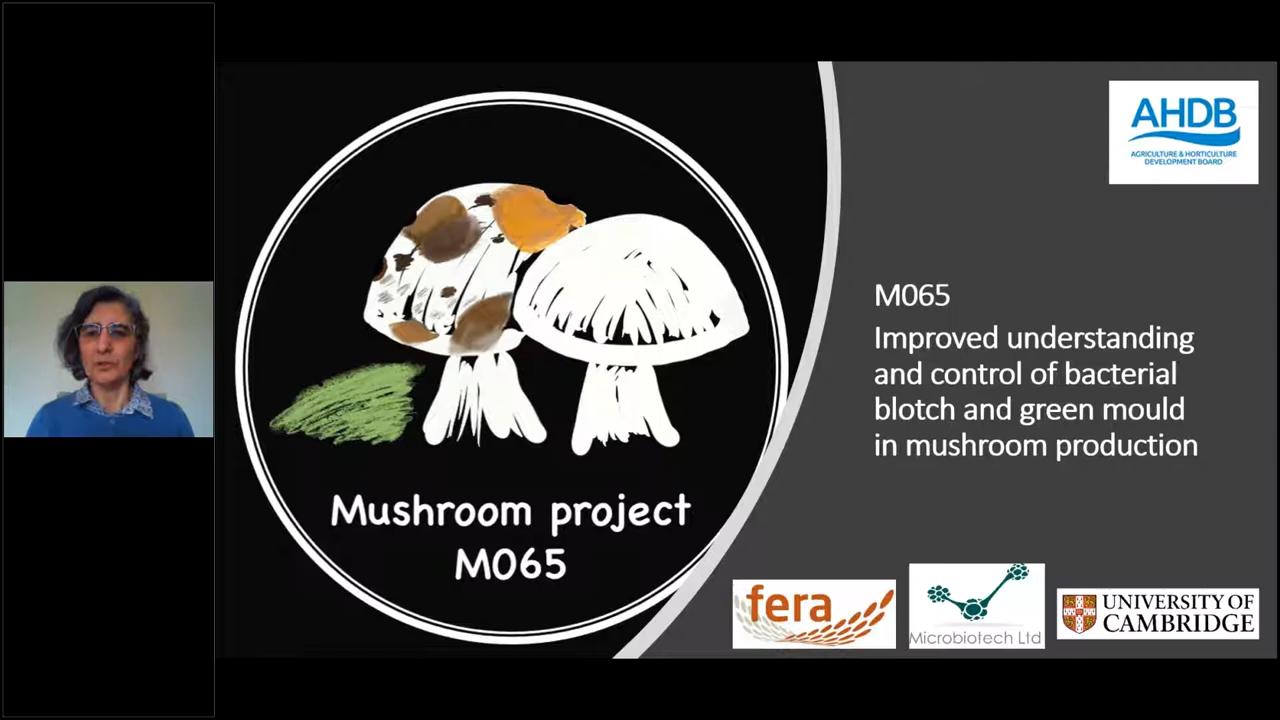 Mushroom project
M065
AHDB
AGRICULTURE & HORTICULTURE
DEVELOPMENT BOARD
M065
Improved understanding
and control of bacterial
blotch and green mould
in mushroom production
fera
Microbiotech Ltd
UNIVERSITY OF
CAMBRIDGE